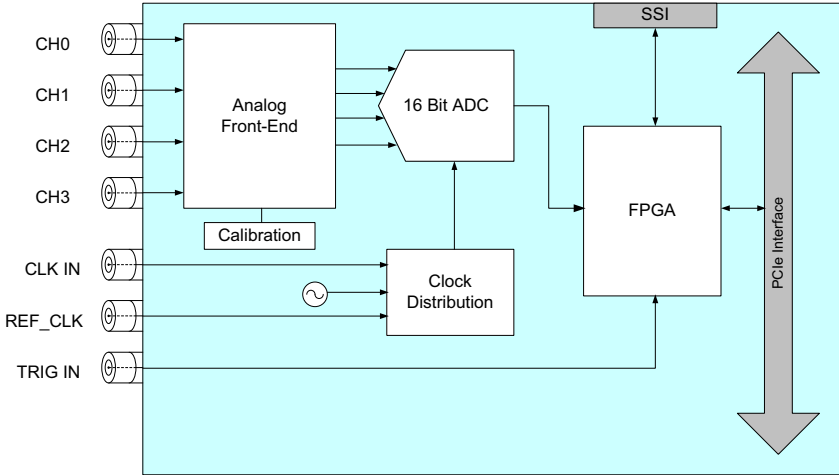 SSI
CH0
CH1
CH2
CH3
Analog
Front-End
16 Bit ADC
FPGA
PCIe Interface
Calibration
CLK IN
Clock
Distribution
REF_CLK
TRIG IN